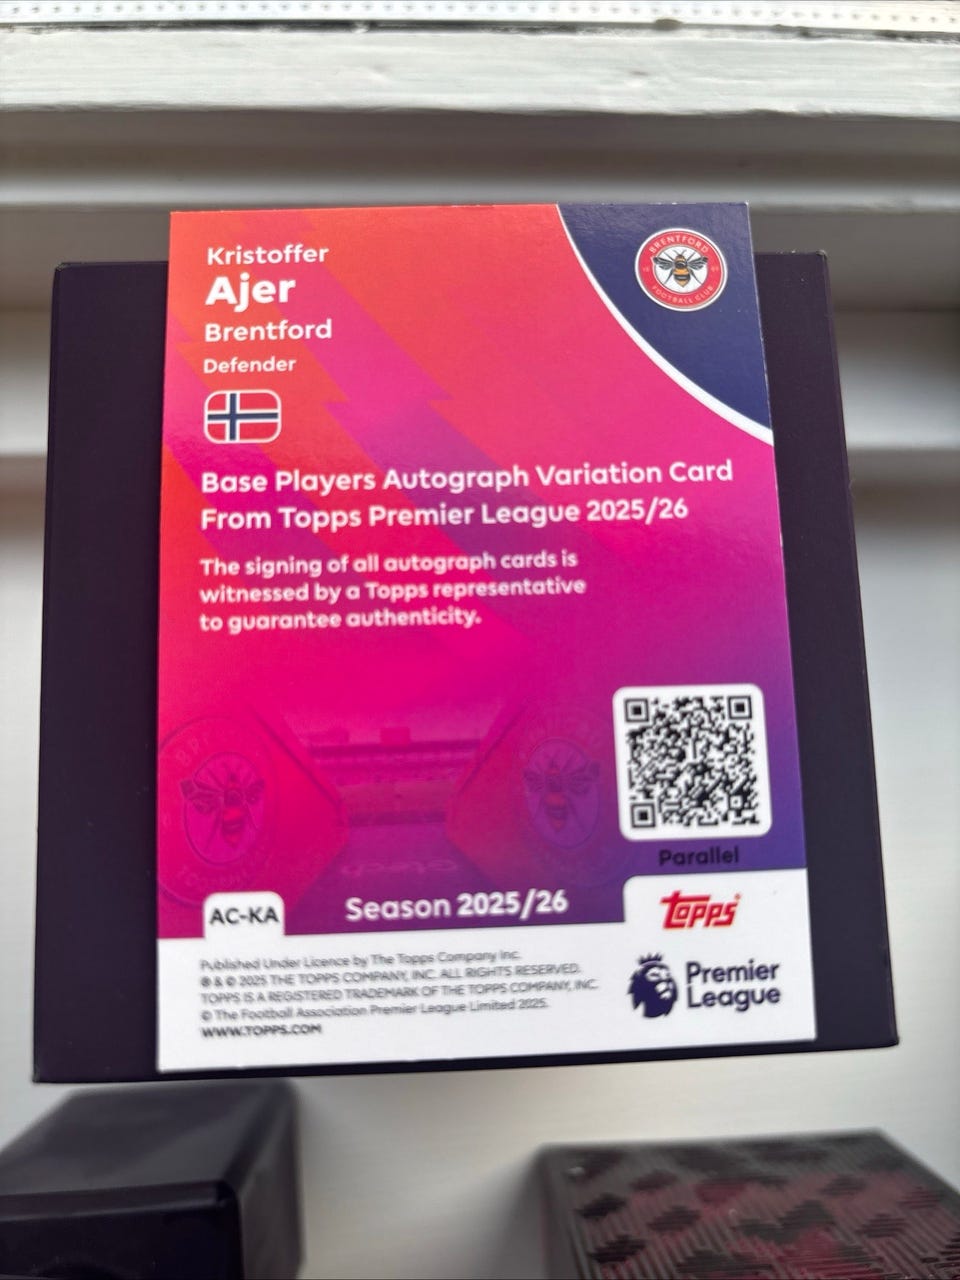 Kristoffer
Ajer
Brentford
Defender
BRENTFORD
FOOTBALL CLUB
Base Players Autograph Variation Card
From Topps Premier League 2025/26
The signing of all autograph cards is
witnessed by a Topps representative
to guarantee authenticity.
Parallel
AC-KA
Season 2025/26
TOPPS®
Published Under Licence by The Topps Company Inc.
® & © 2025 THE TOPPS COMPANY, INC. ALL RIGHTS RESERVED.
TOPPS IS A REGISTERED TRADEMARK OF THE TOPPS COMPANY, INC.
© The Football Association Premier League Limited 2025.
WWW.TOPPS.COM
Premier
League